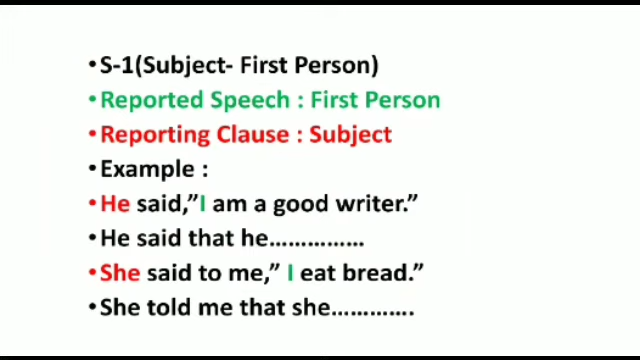 •S-1(Subject- First Person)
•Reported Speech : First Person
•Reporting Clause : Subject
•Example :
•He said,”I am a good writer.”
•He said that he……………
•She said to me,” I eat bread.”
•She told me that she………….